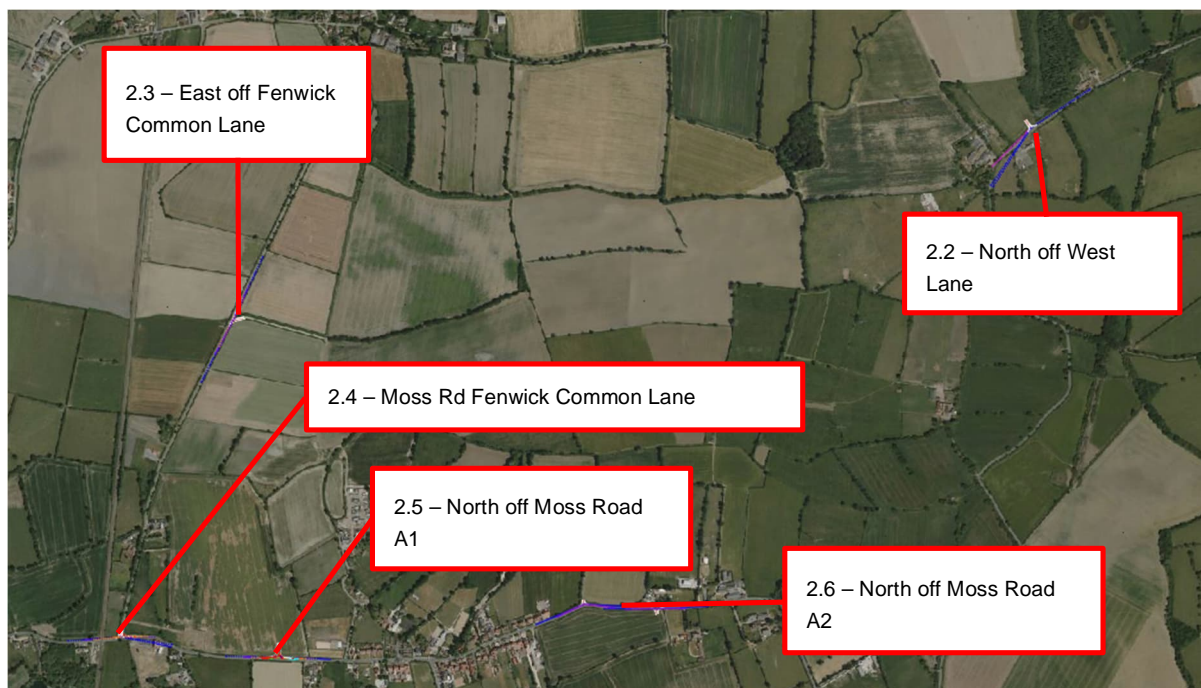 2.3 – East off Fenwick
Common Lane
2.2 – North off West
Lane
2.4 – Moss Rd Fenwick Common Lane
2.5 – North off Moss Road
A1
2.6 – North off Moss Road
A2